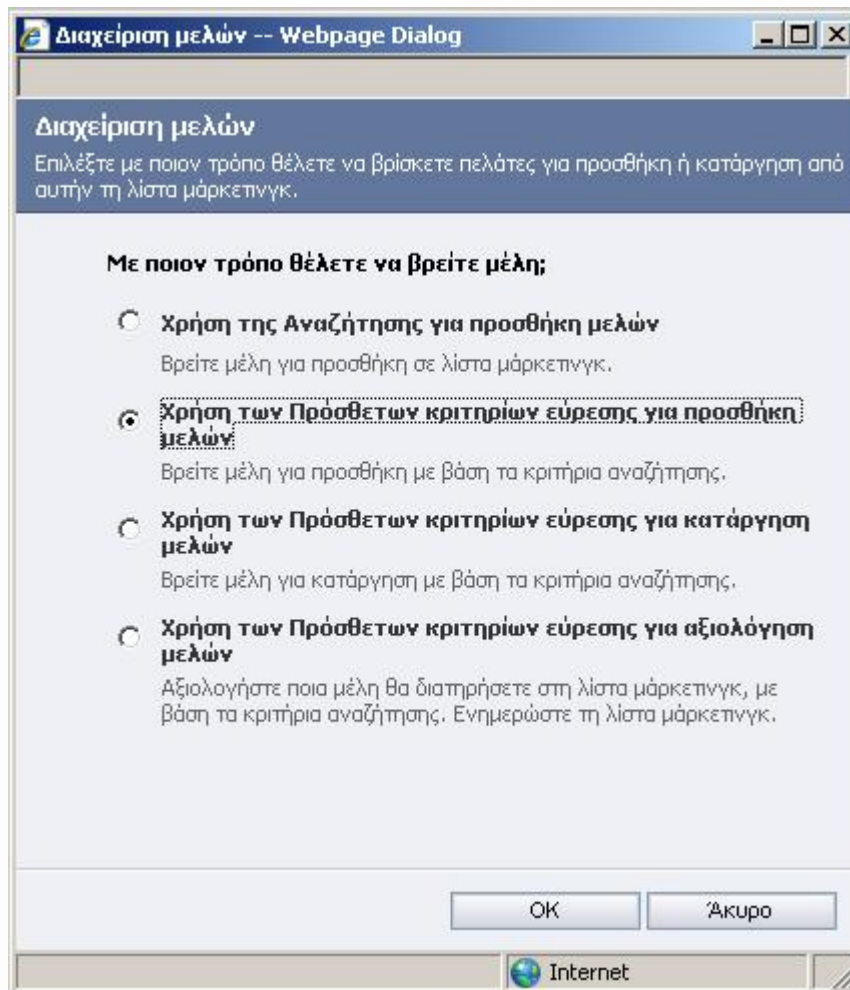 Διαχείριση μελών -- Webpage Dialog
Διαχείριση μελών
Επιλέξτε με ποιον τρόπο θέλετε να βρίσκετε πελάτες για προσθήκη ή κατάργηση από
αυτήν τη λίστα μάρκετινγκ.
Με ποιον τρόπο θέλετε να βρείτε μέλη;
Χρήση της Αναζήτησης για προσθήκη μελών
Βρείτε μέλη για προσθήκη σε λίστα μάρκετινγκ.
Χρήση των Πρόσθετων κριτηρίων εύρεσης για προσθήκη
μελών
Βρείτε μέλη για προσθήκη με βάση τα κριτήρια αναζήτησης.
Χρήση των Πρόσθετων κριτηρίων εύρεσης για κατάργηση
μελών
Βρείτε μέλη για κατάργηση με βάση τα κριτήρια αναζήτησης.
Χρήση των Πρόσθετων κριτηρίων εύρεσης για αξιολόγηση
μελών
Αξιολογήστε ποια μέλη θα διατηρήσετε στη λίστα μάρκετινγκ, με
βάση τα κριτήρια αναζήτησης. Ενημερώστε τη λίστα μάρκετινγκ.
OK Άκυρο
Internet